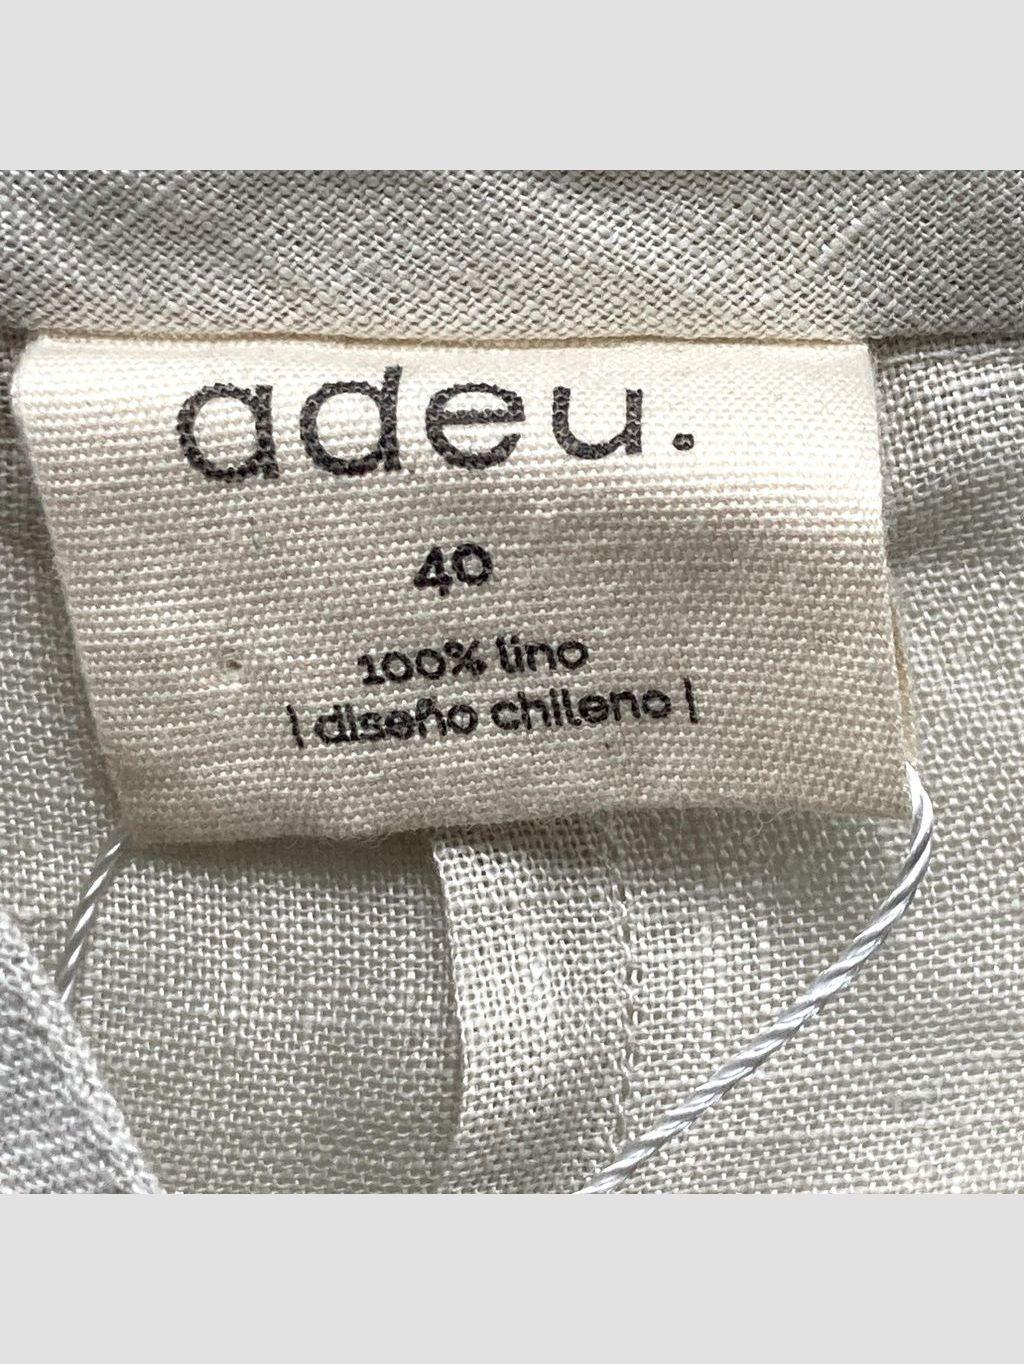 adeu.
40
100% lino
| diseño chileno |